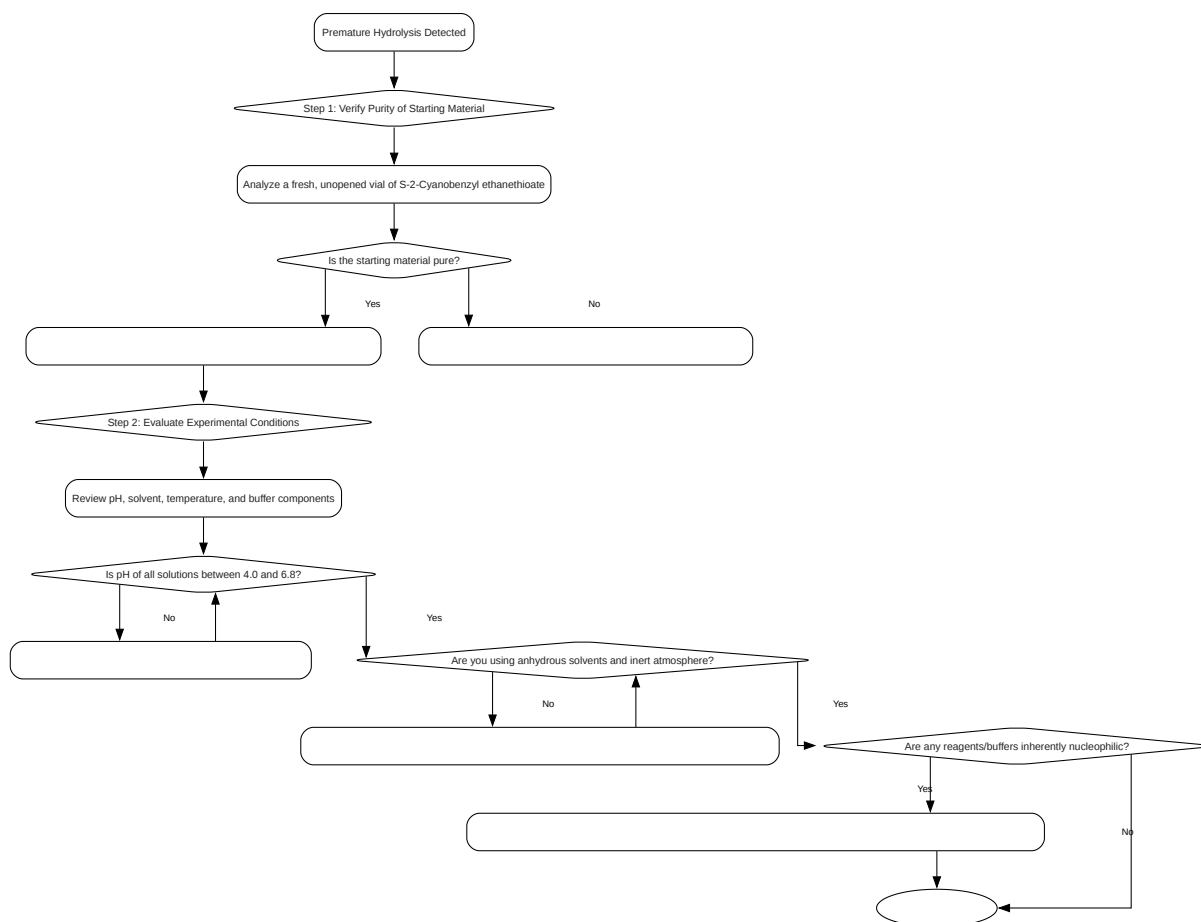 Premature Hydrolysis Detected
Step 1: Verify Purity of Starting Material
Analyze a fresh, unopened vial of S-2-Cyanobenzyl ethanethioate
Is the starting material pure?
Yes
No
Step 2: Evaluate Experimental Conditions
Review pH, solvent, temperature, and buffer components
Is pH of all solutions between 4.0 and 6.8?
No
Yes
Are you using anhydrous solvents and inert atmosphere?
No
Yes
Are any reagents/buffers inherently nucleophilic?
Yes
No